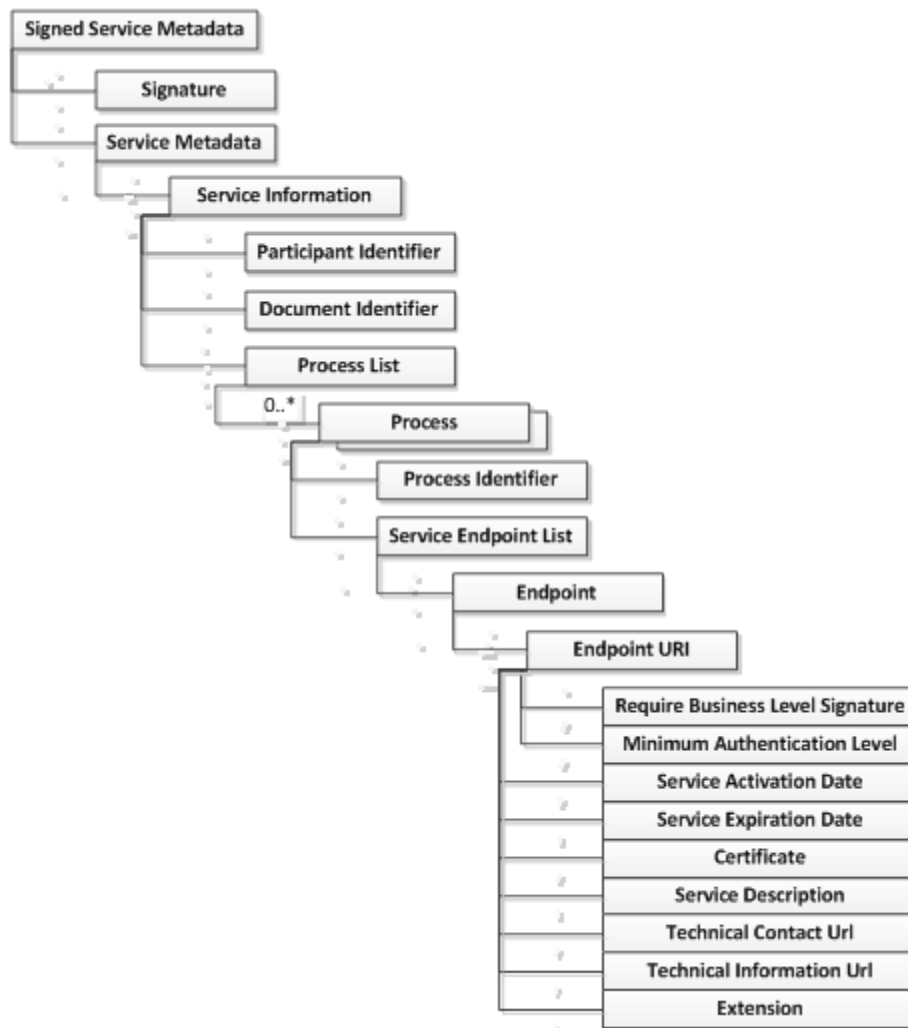 Signed Service Metadata
Signature
Service Metadata
Service Information
Participant Identifier
Document Identifier
Process List
0..*
Process
Process Identifier
Service Endpoint List
Endpoint
Endpoint URI
Require Business Level Signature
Minimum Authentication Level
Service Activation Date
Service Expiration Date
Certificate
Service Description
Technical Contact Url
Technical Information Url
Extension